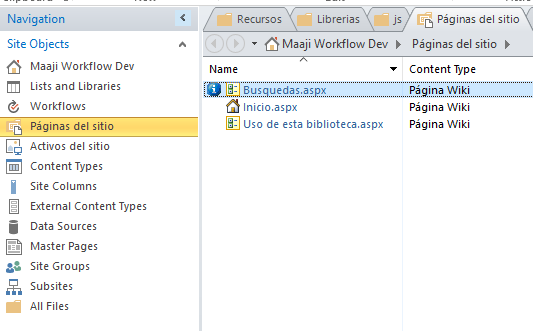 Navigation
Site Objects
Maaji Workflow Dev
Lists and Libraries
Workflows
Páginas del sitio
Activos del sitio
Content Types
Site Columns
External Content Types
Data Sources
Master Pages
Site Groups
Subsites
All Files
Recursos Librerias js Páginas del sitio
Maaji Workflow Dev Páginas del sitio
Name Content Type
Busquedas.aspx Página Wiki
Inicio.aspx Página Wiki
Uso de esta biblioteca.aspx Página Wiki